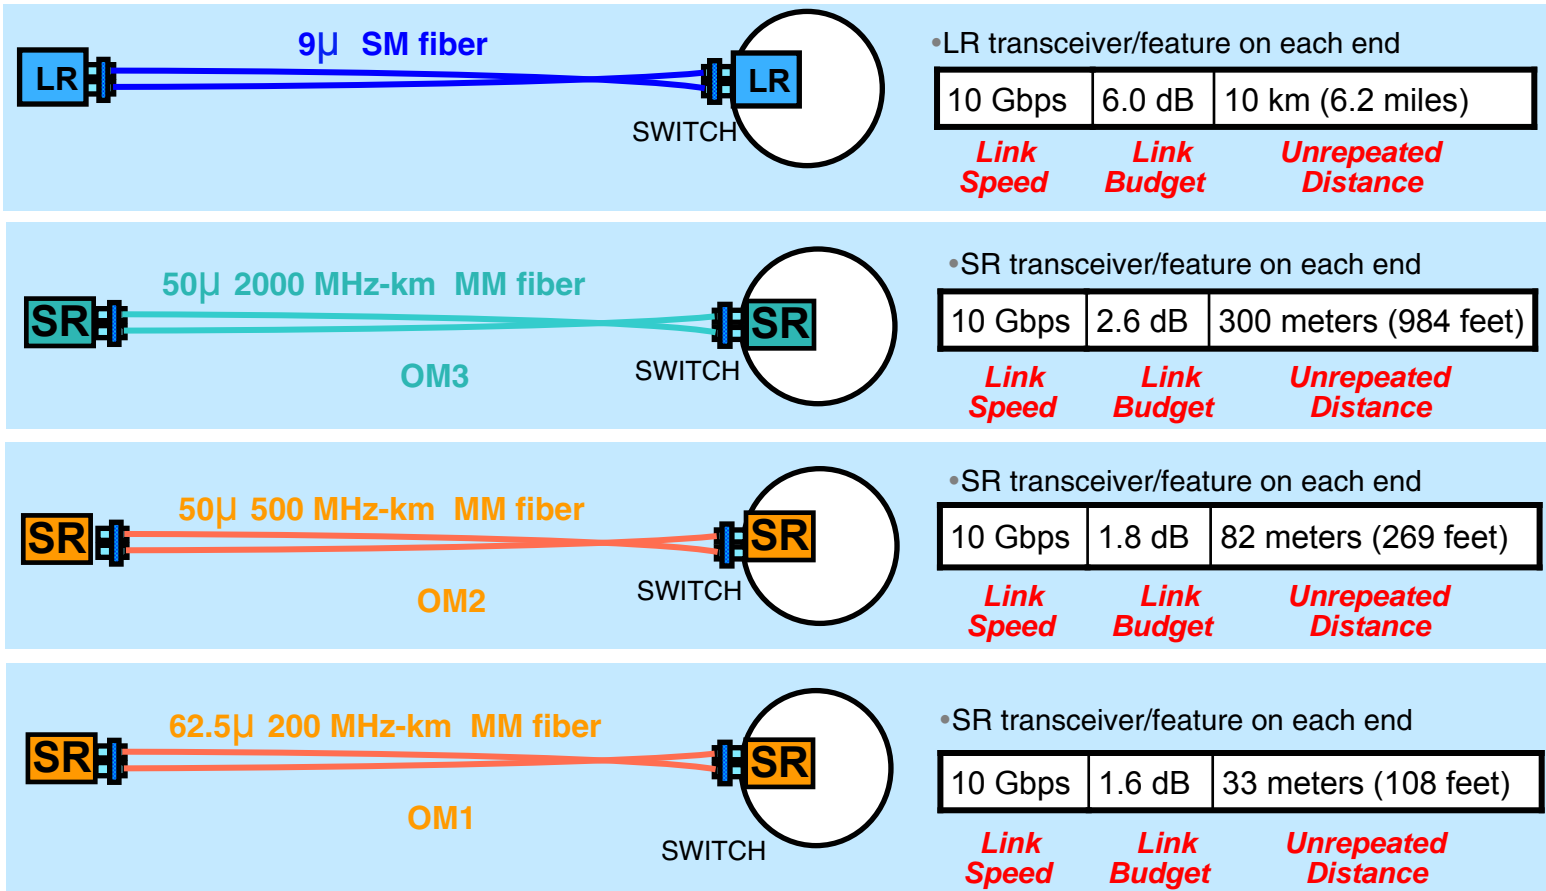 9µ SM fiber
LR
LR
SWITCH
•LR transceiver/feature on each end
10 Gbps 6.0 dB 10 km (6.2 miles)
Link Link Unrepeated
Speed Budget Distance
50µ 2000 MHz-km MM fiber
SR
SR
OM3
SWITCH
•SR transceiver/feature on each end
10 Gbps 2.6 dB 300 meters (984 feet)
Link Link Unrepeated
Speed Budget Distance
50µ 500 MHz-km MM fiber
SR
SR
OM2
SWITCH
•SR transceiver/feature on each end
10 Gbps 1.8 dB 82 meters (269 feet)
Link Link Unrepeated
Speed Budget Distance
62.5µ 200 MHz-km MM fiber
SR
SR
OM1
SWITCH
•SR transceiver/feature on each end
10 Gbps 1.6 dB 33 meters (108 feet)
Link Link Unrepeated
Speed Budget Distance